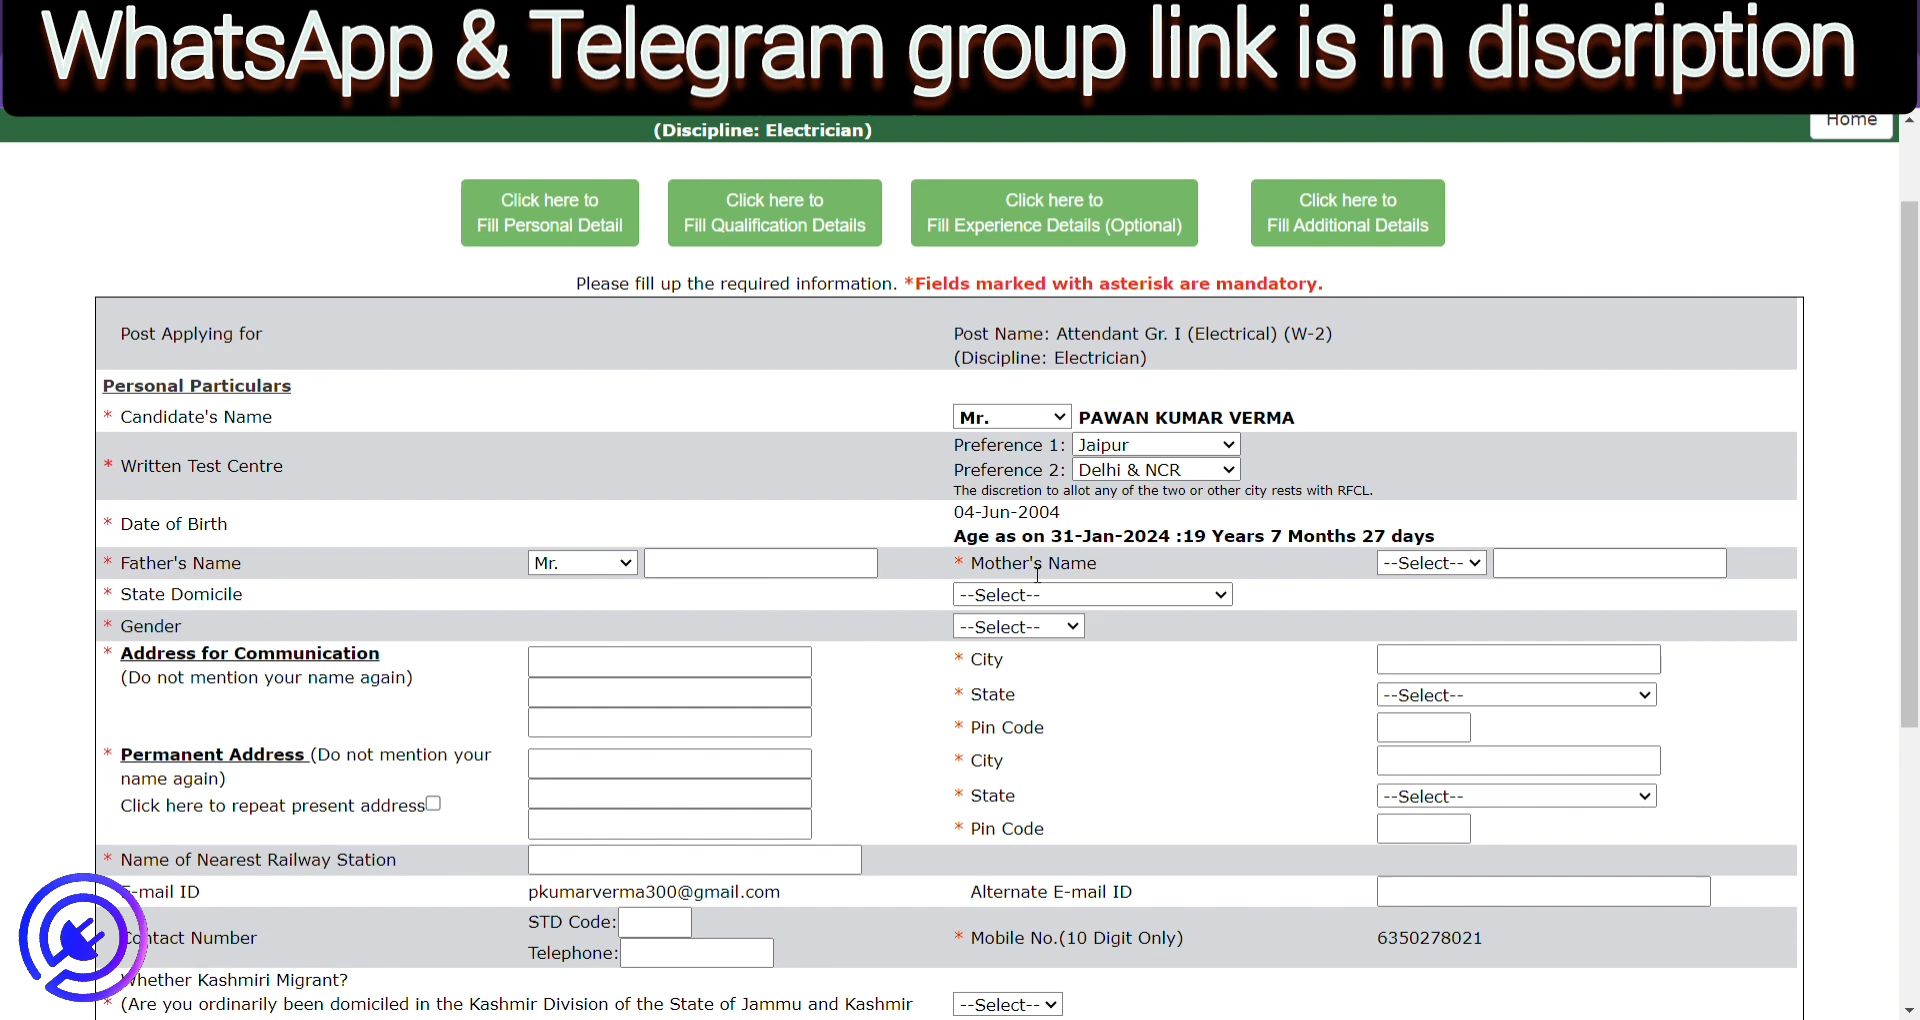 WhatsApp & Telegram group link is in discription
(Discipline: Electrician)
Home
Click here to
Fill Personal Detail
Click here to
Fill Qualification Details
Click here to
Fill Experience Details (Optional)
Click here to
Fill Additional Details
Please fill up the required information. *Fields marked with asterisk are mandatory.
Post Applying for
Post Name: Attendant Gr. I (Electrical) (W-2)
(Discipline: Electrician)
Personal Particulars
* Candidate's Name
Mr. PAWAN KUMAR VERMA
* Written Test Centre
Preference 1: Jaipur
Preference 2: Delhi & NCR
The discretion to allot any of the two or other city rests with RFCL.
* Date of Birth
04-Jun-2004
Age as on 31-Jan-2024 :19 Years 7 Months 27 days
* Father's Name Mr.
* Mother's Name --Select--
* State Domicile --Select--
* Gender --Select--
* Address for Communication
(Do not mention your name again)
* City
* State --Select--
* Pin Code
* Permanent Address (Do not mention your
name again)
Click here to repeat present address
* City
* State --Select--
* Pin Code
* Name of Nearest Railway Station
E-mail ID pkumarverma300@gmail.com
Alternate E-mail ID
Contact Number
STD Code:
Telephone:
* Mobile No.(10 Digit Only) 6350278021
Whether Kashmiri Migrant?
* (Are you ordinarily been domiciled in the Kashmir Division of the State of Jammu and Kashmir --Select--